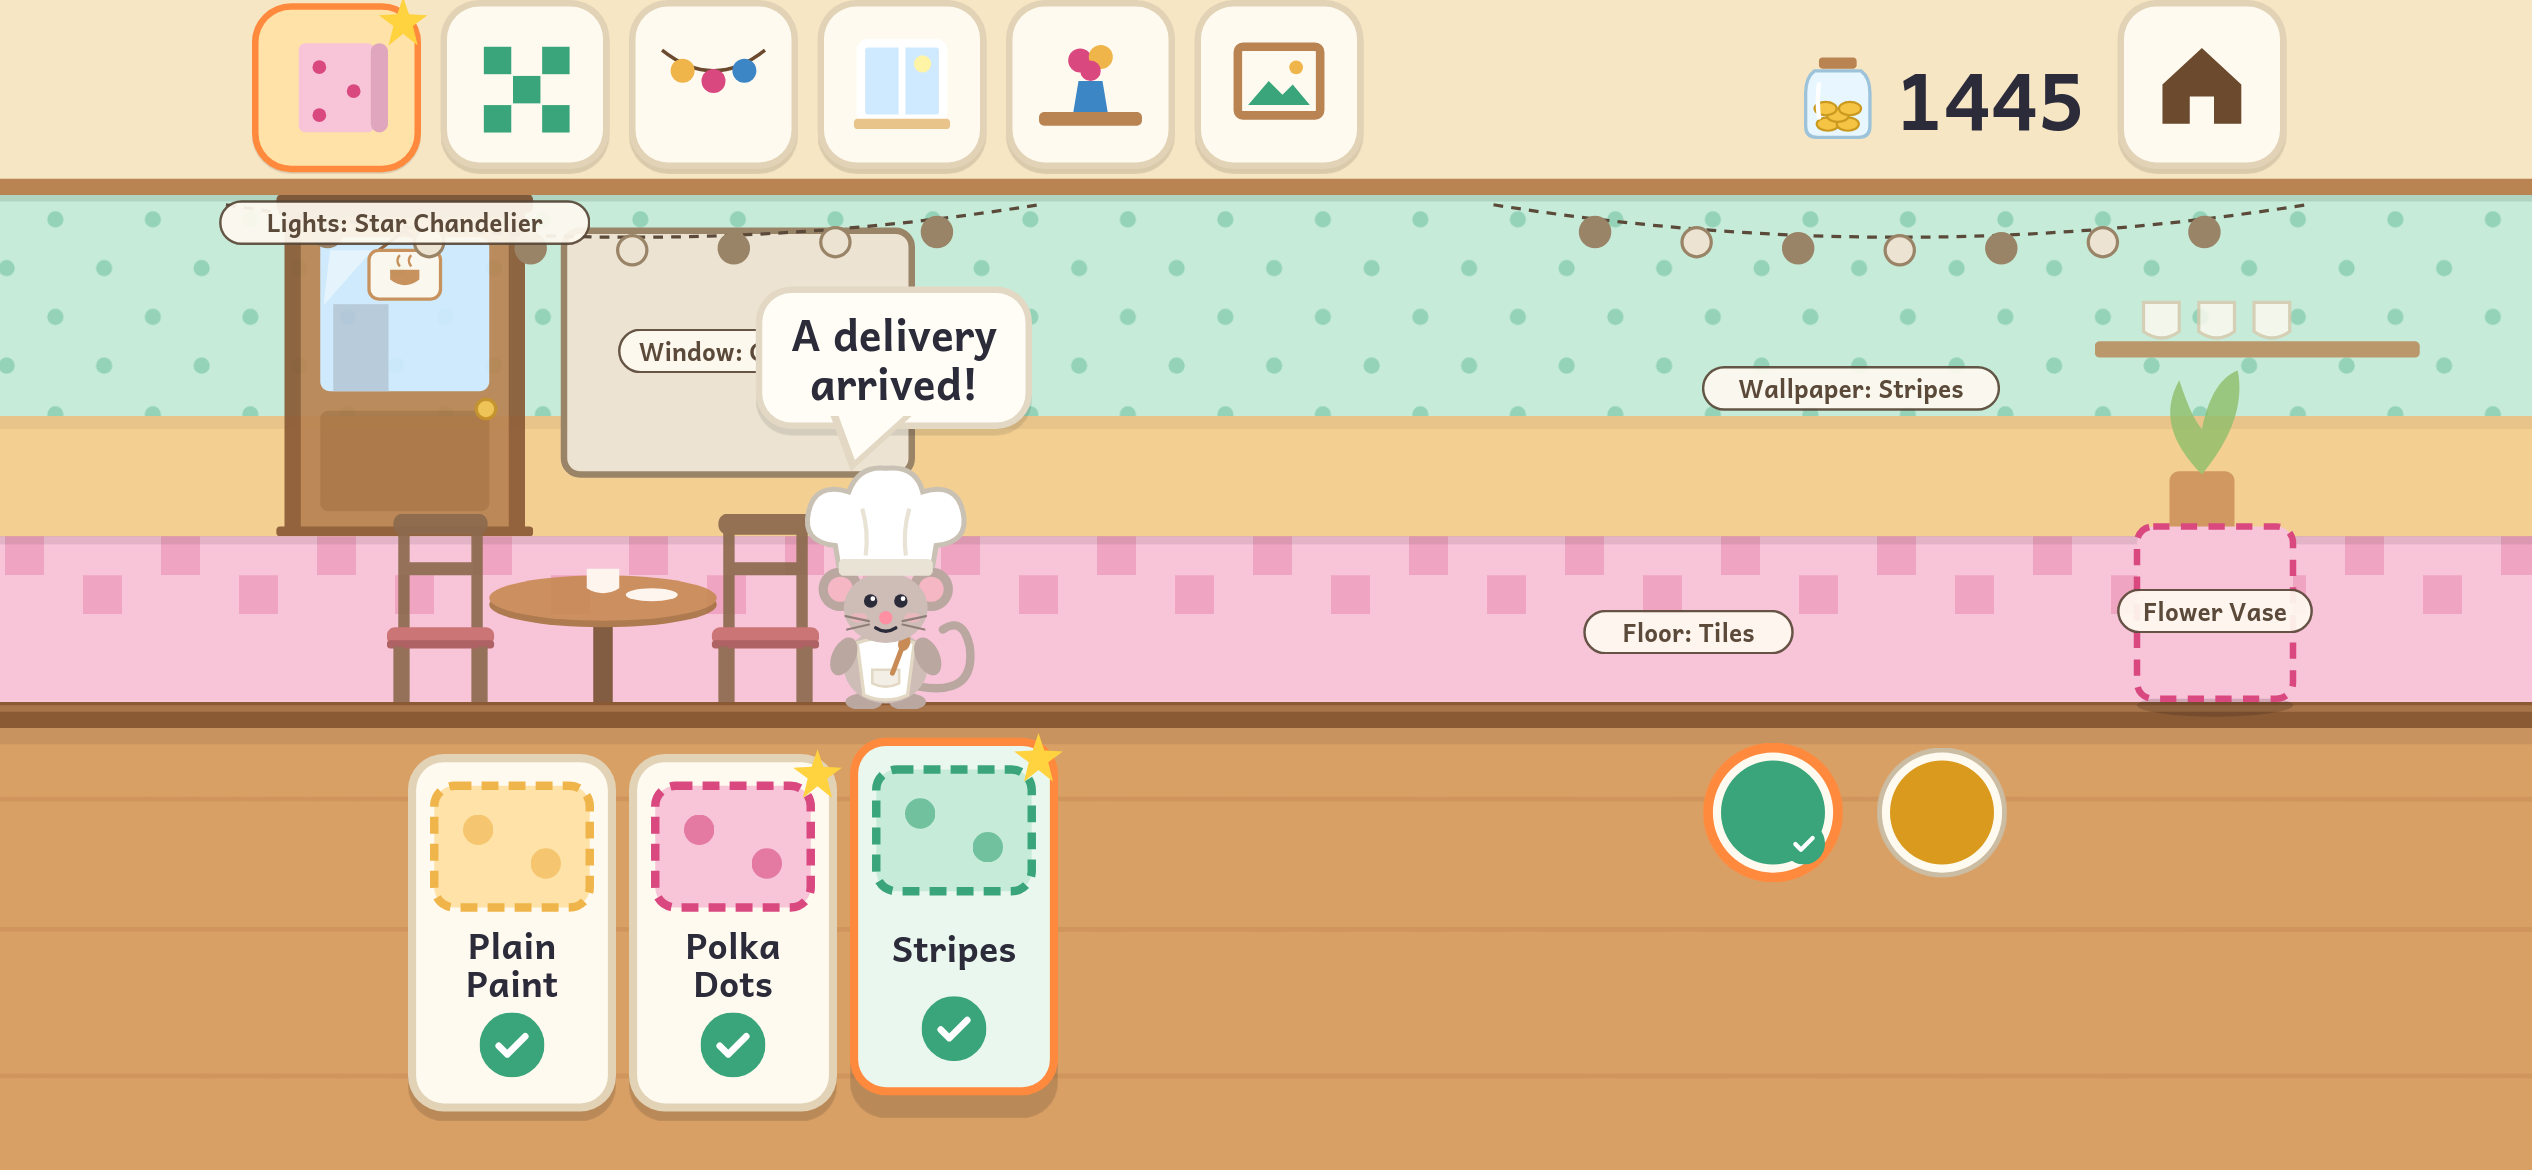 1445
Lights: Star Chandelier
Window:
A delivery
arrived!
Wallpaper: Stripes
Floor: Tiles
Flower Vase
Plain
Paint
Polka
Dots
Stripes